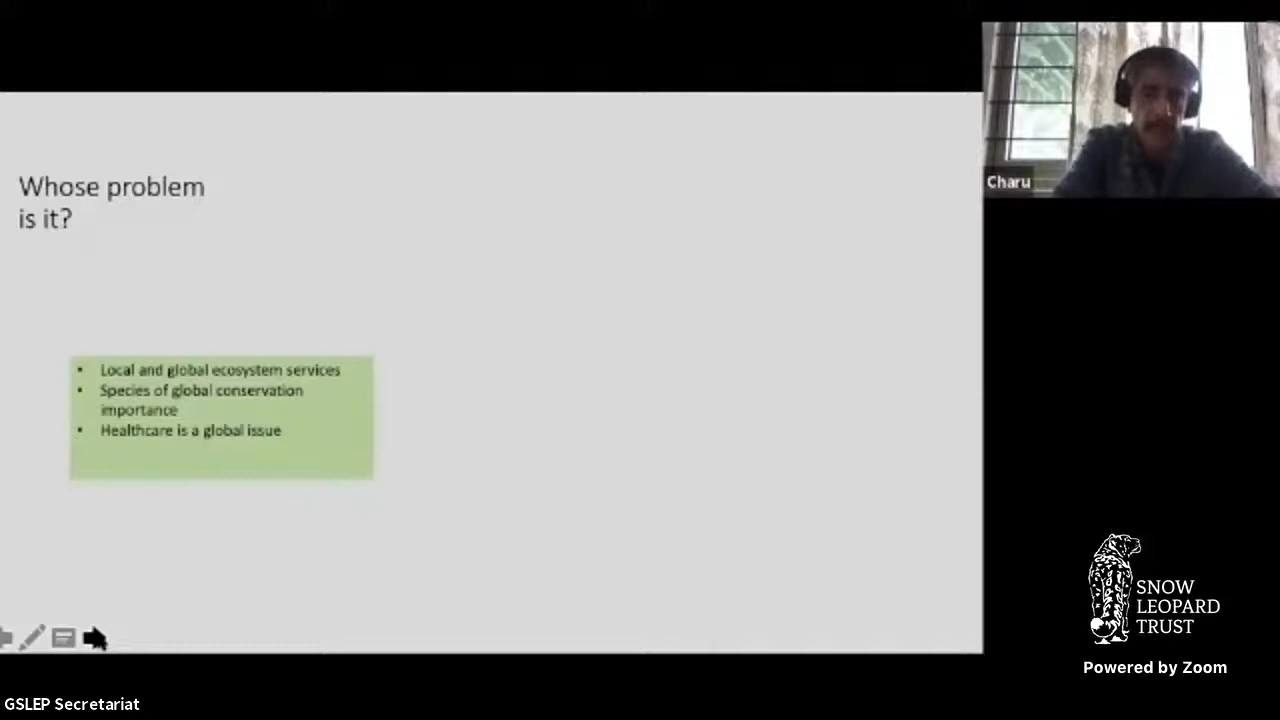 Whose problem
is it?
• Local and global ecosystem services
• Species of global conservation
importance
• Healthcare is a global issue
Charu
SNOW
LEOPARD
TRUST
Powered by Zoom
GSLEP Secretariat